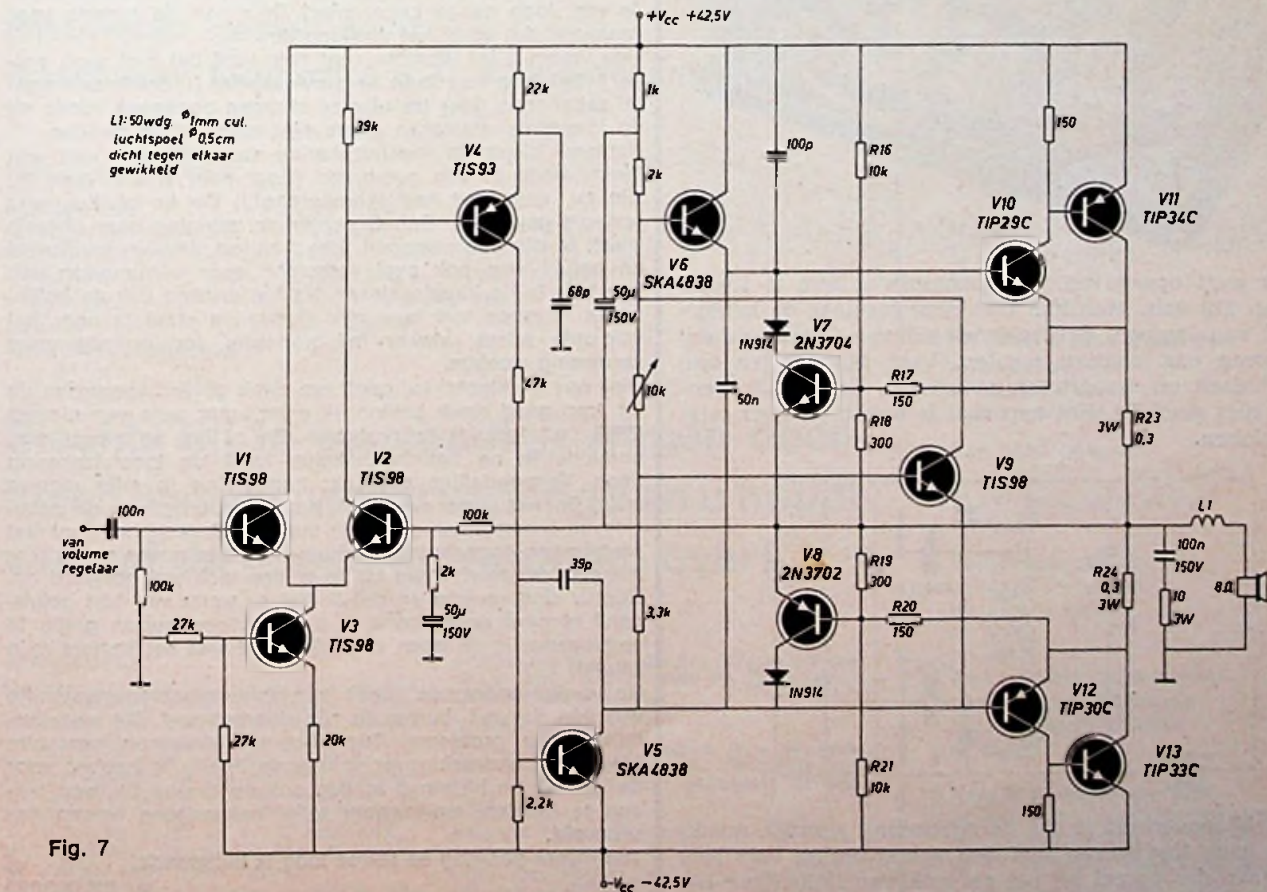 +Vcc +42,5V
L1:50wdg. ø1mm cul.
luchtspoel ø0,5cm
dicht tegen elkaar
gewikkeld
39k
22k
1k
V4
TIS93
2k
V6
SKA4838
68p
50µ
150V
47k
10k
100p
R16
10k
150
V10
TIP29C
V11
TIP34C
1N914
V7
2N3704
R17
150
50n
R18
300
3W
R23
0,3
V9
TIS98
V1
TIS98
V2
TIS98
100n
van
volume
regelaar
100k
100k
2k
50µ
150V
39p
3,3k
V8
2N3702
R19
300
R20
150
L1
100n
150V
R24
0,3
3W
10
3W
8Ω
27k
V3
TIS98
27k
20k
1N914
V12
TIP30C
V5
SKA4838
2,2k
R21
10k
150
V13
TIP33C
Fig. 7
-Vcc -42,5V